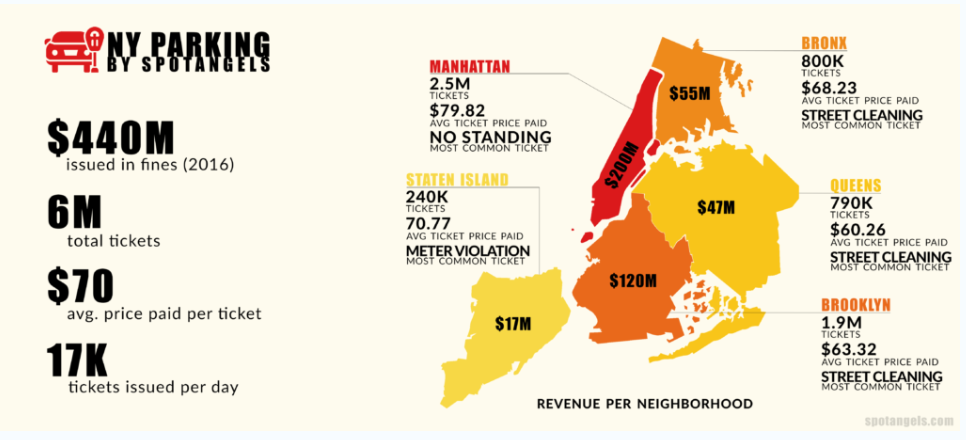 NY PARKING
BY SPOTANGELS
$440M
issued in fines (2016)
6M
total tickets
$70
avg. price paid per ticket
17K
tickets issued per day
MANHATTAN
2.5M
TICKETS
$79.82
AVG TICKET PRICE PAID
NO STANDING
MOST COMMON TICKET
STATEN ISLAND
240K
TICKETS
70.77
AVG TICKET PRICE PAID
METER VIOLATION
MOST COMMON TICKET
BRONX
800K
TICKETS
$68.23
AVG TICKET PRICE PAID
STREET CLEANING
MOST COMMON TICKET
QUEENS
790K
TICKETS
$60.26
AVG TICKET PRICE PAID
STREET CLEANING
MOST COMMON TICKET
BROOKLYN
1.9M
TICKETS
$63.32
AVG TICKET PRICE PAID
STREET CLEANING
MOST COMMON TICKET
$55M
$200M
$47M
$120M
$17M
REVENUE PER NEIGHBORHOOD
spotangels.com